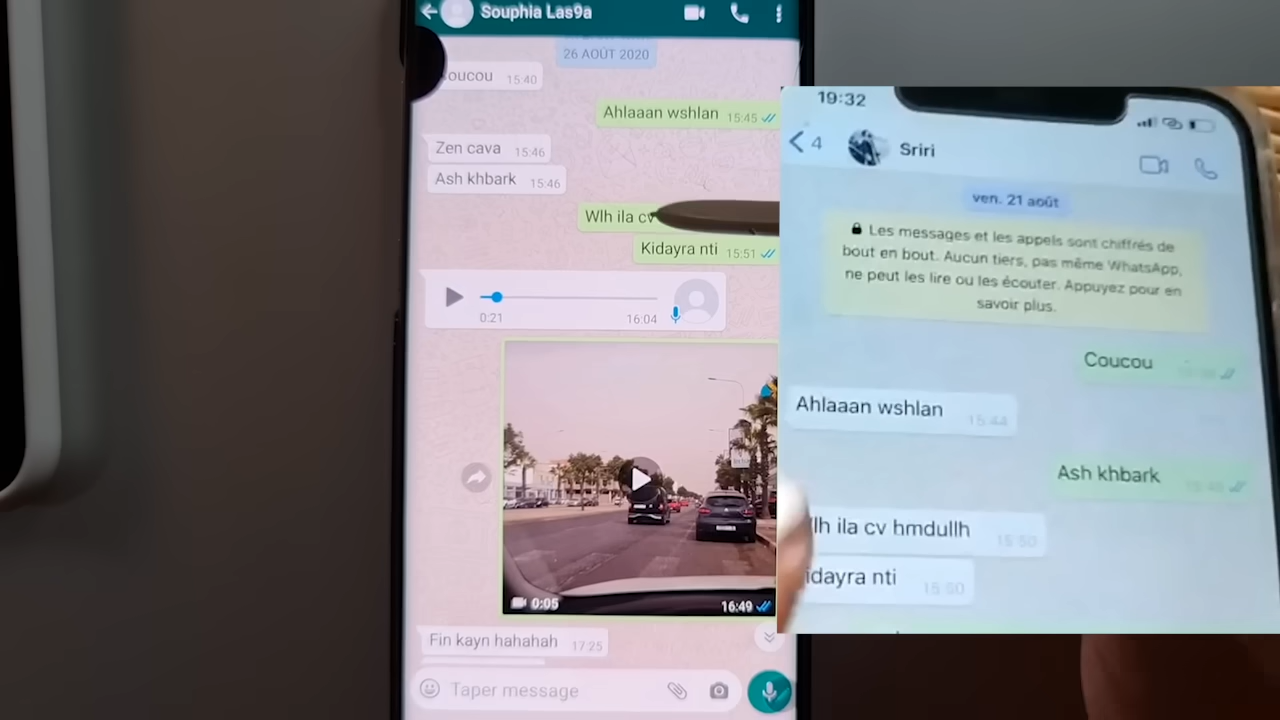 Souphia Las9a
26 AOÛT 2020
oucou 15:40
Ahlaaan wshlan 15:45
Zen cava 15:46
Ash khbark 15:46
Wlh ila cv
Kidayra nti 15:51
0:21 16:04
0:05 16:49
Fin kayn hahahah 17:25
Taper message
19:32
4 Sriri
ven. 21 août
Les messages et les appels sont chiffrés de
bout en bout. Aucun tiers, pas même WhatsApp,
ne peut les lire ou les écouter. Appuyez pour en
savoir plus.
Coucou
Ahlaaan wshlan 15:44
Ash khbark
lh ila cv hmdullh 15:50
idayra nti 15:50